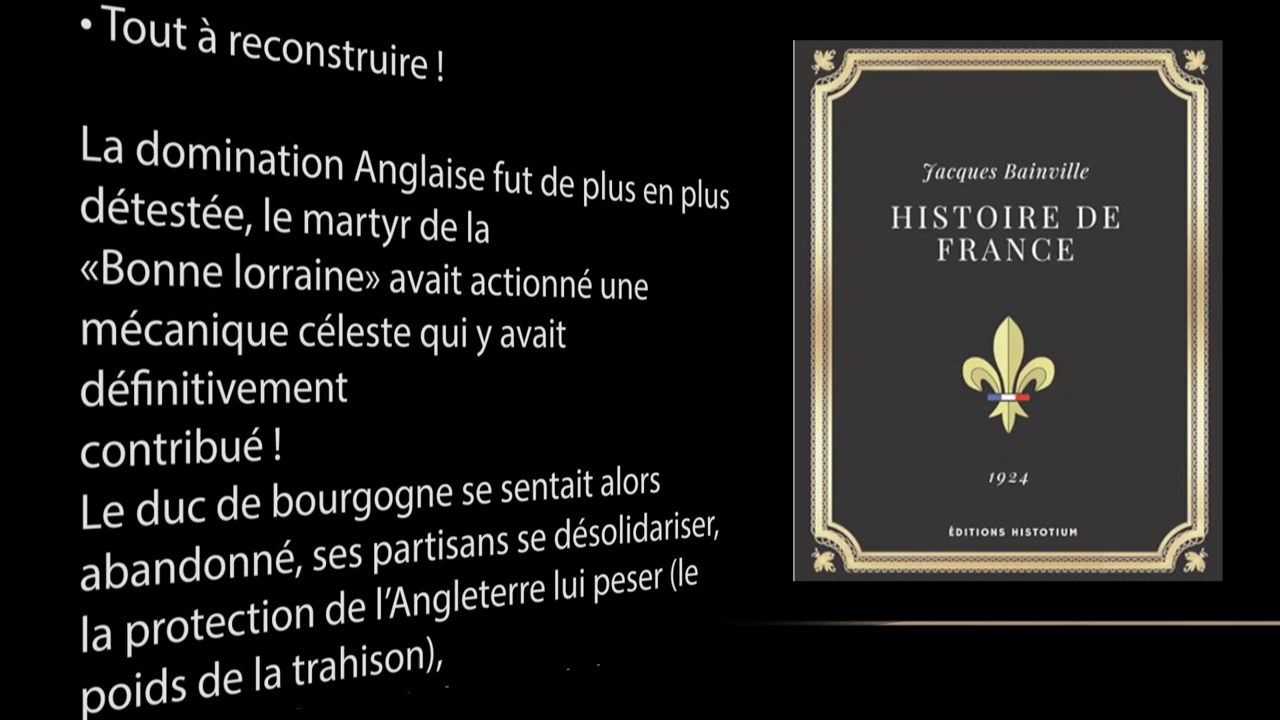 • Tout à reconstruire !
La domination Anglaise fut de plus en plus
détestée, le martyr de la
«Bonne lorraine» avait actionné une
mécanique céleste qui y avait
définitivement
contribué !
Le duc de bourgogne se sentait alors
abandonné, ses partisans se désolidariser,
la protection de l’Angleterre lui peser (le
poids de la trahison),
Jacques Bainville
HISTOIRE DE
FRANCE
1924
ÉDITIONS HISTOTIUM